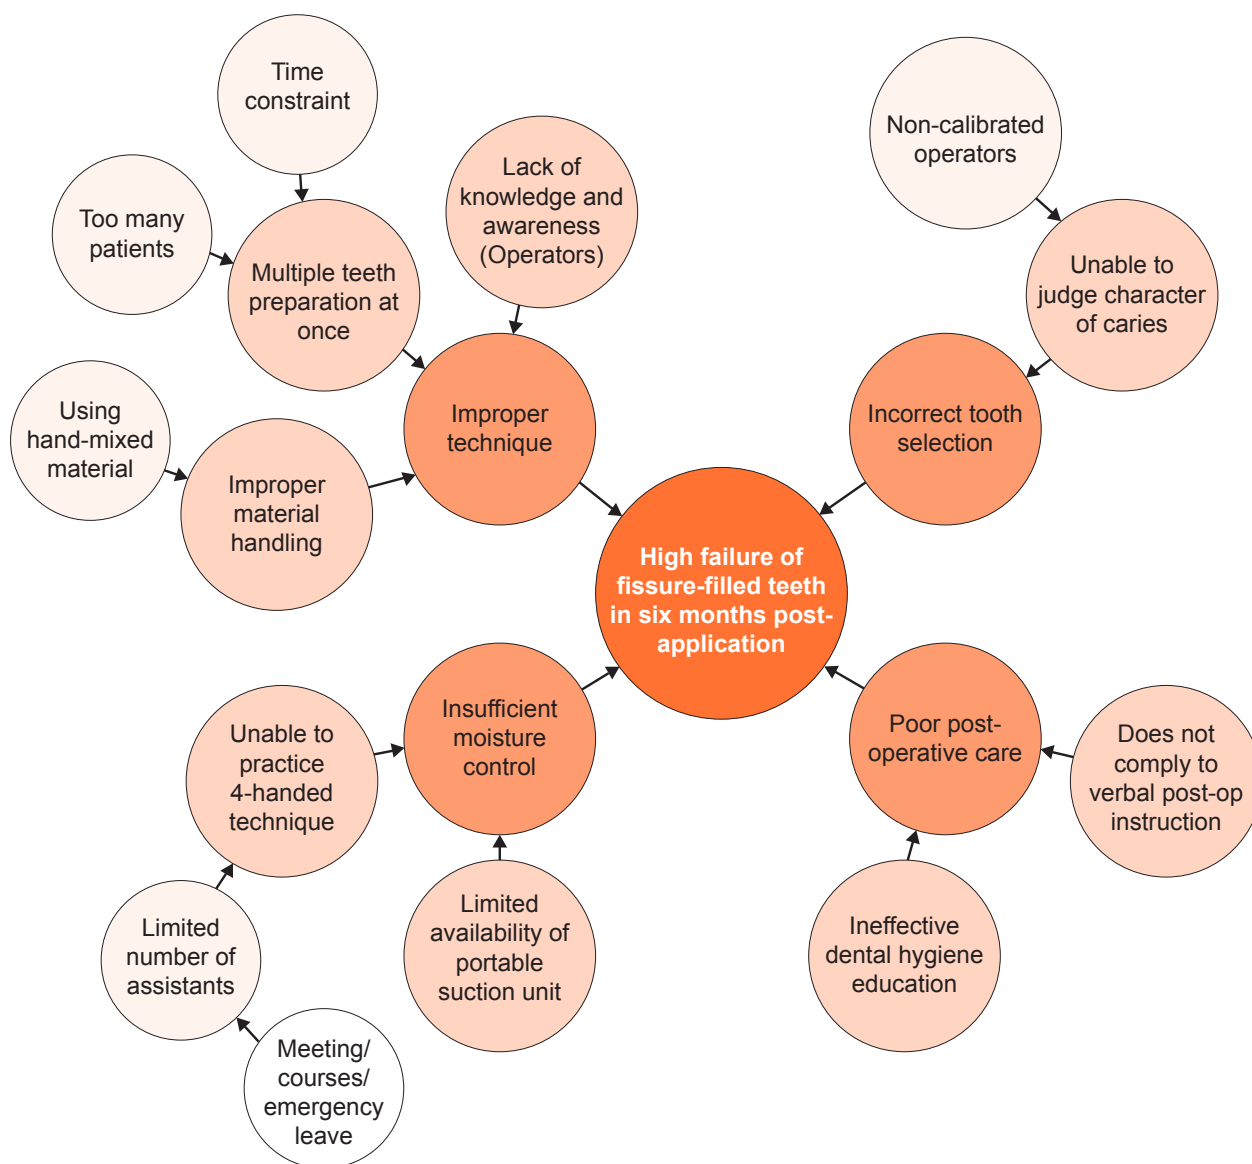 Time
constraint
Non-calibrated
operators
Lack of
knowledge and
awareness
(Operators)
Too many
patients
Multiple teeth
preparation at
once
Unable to
judge character
of caries
Using
hand-mixed
material
Improper
technique
Incorrect tooth
selection
Improper
material
handling
High failure of
fissure-filled teeth
in six months post-
application
Unable to
practice
4-handed
technique
Insufficient
moisture
control
Poor post-
operative care
Does not
comply to
verbal post-op
instruction
Limited
number of
assistants
Limited
availability of
portable
suction unit
Ineffective
dental hygiene
education
Meeting/
courses/
emergency
leave